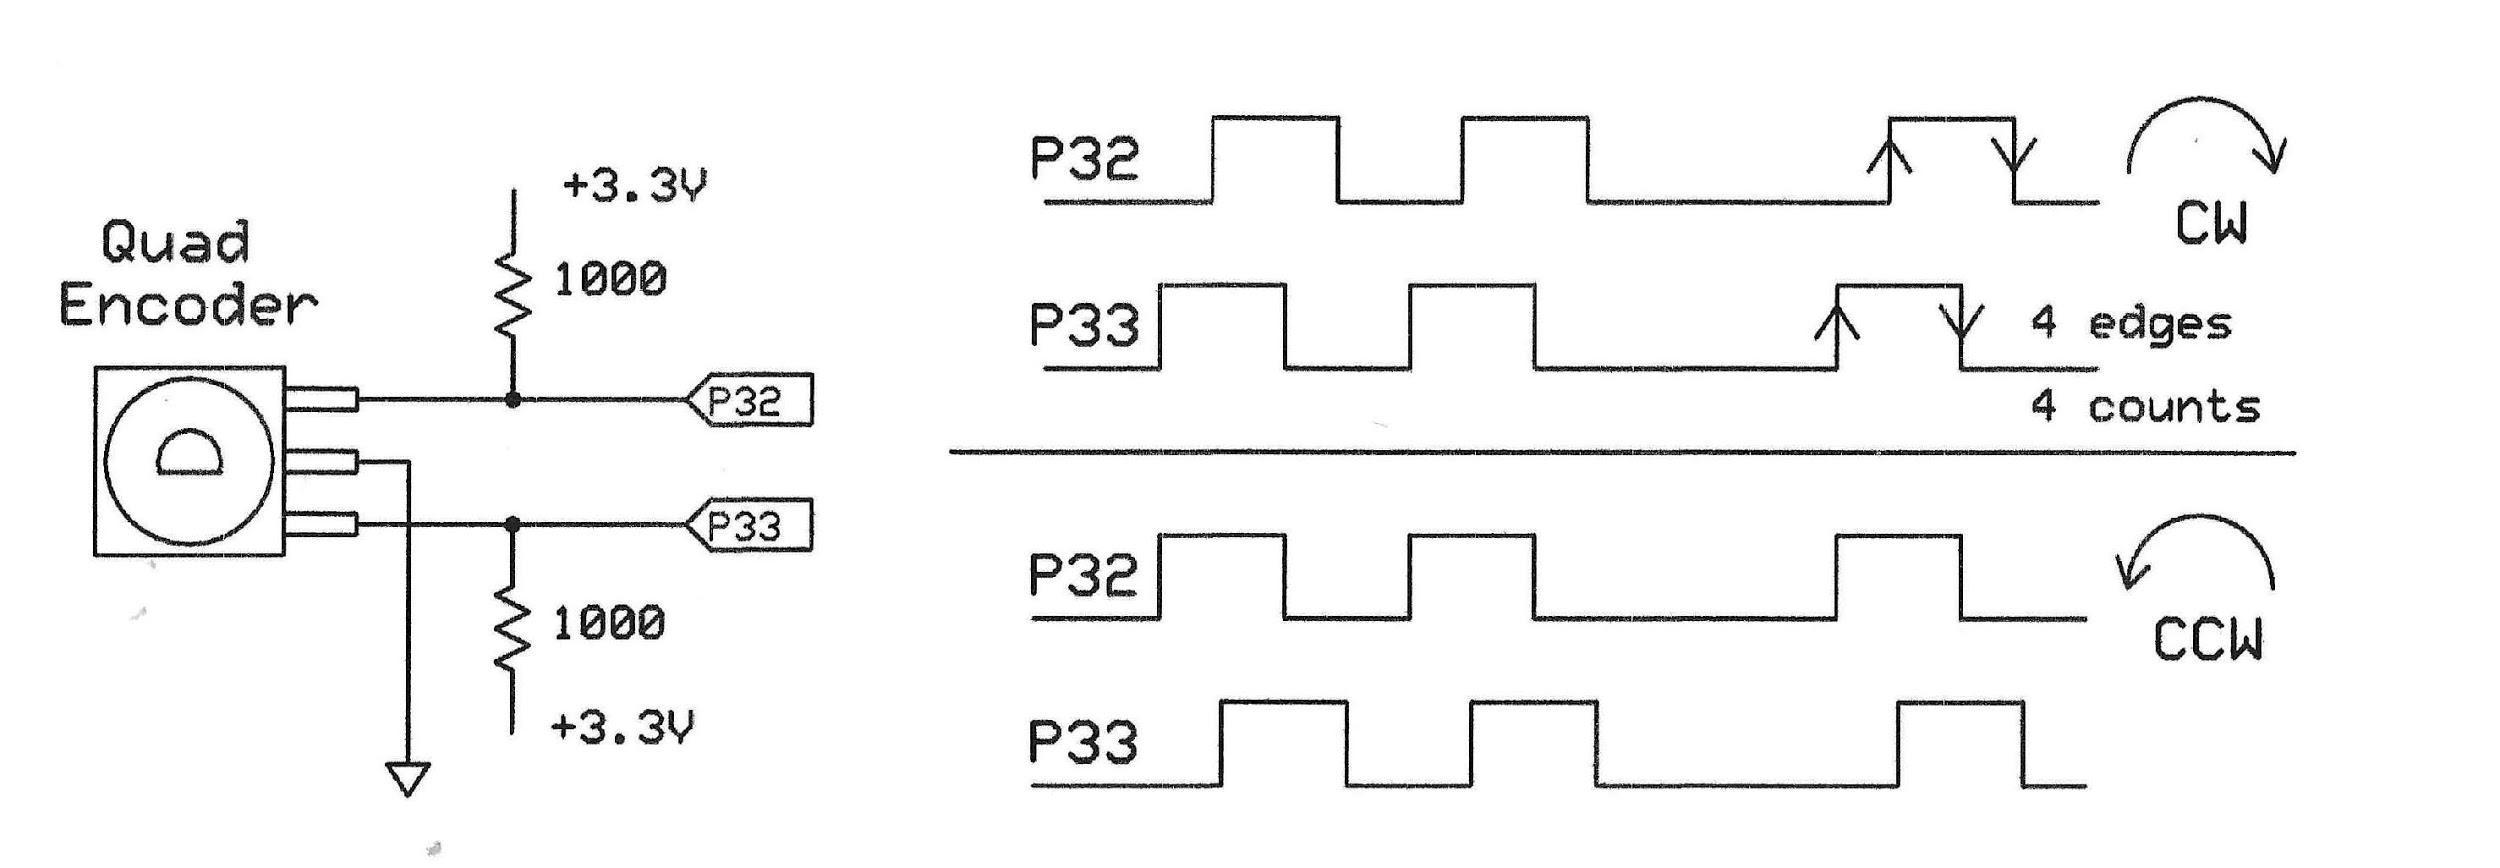 Quad
Encoder
+3.3V
1000
P32
P33
1000
+3.3V
P32
CW
P33
4 edges
4 counts
P32
CCW
P33